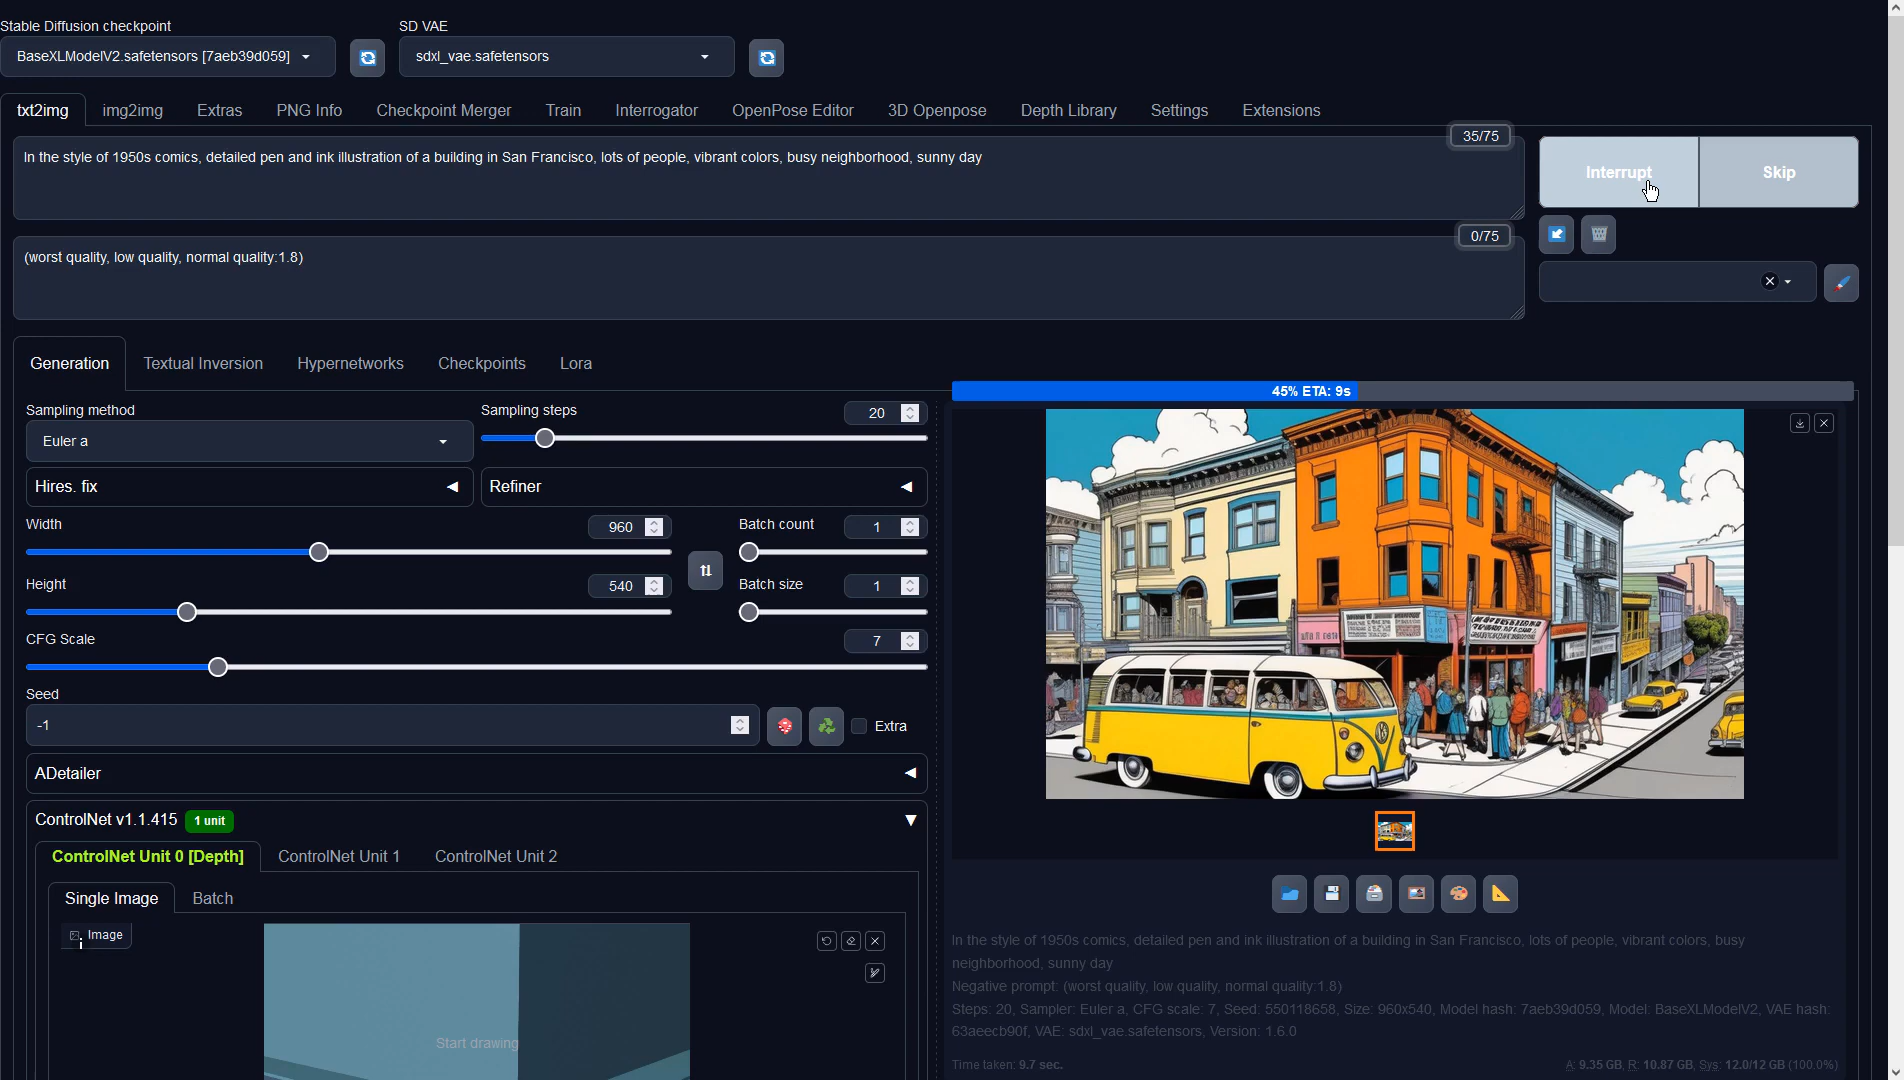 Stable Diffusion checkpoint
SD VAE
BaseXLModelV2.safetensors [7aeb39d059]
sdxl_vae.safetensors
txt2img img2img Extras PNG Info Checkpoint Merger Train Interrogator OpenPose Editor 3D Openpose Depth Library Settings Extensions
35/75
In the style of 1950s comics, detailed pen and ink illustration of a building in San Francisco, lots of people, vibrant colors, busy neighborhood, sunny day
Interrupt Skip
0/75
(worst quality, low quality, normal quality:1.8)
Generation Textual Inversion Hypernetworks Checkpoints Lora
45% ETA: 9s
Sampling method
Euler a
Sampling steps
20
Hires. fix
Refiner
Width
960
Batch count
1
Height
540
Batch size
1
CFG Scale
7
Seed
-1
Extra
ADetailer
ControlNet v1.1.415 1 unit
ControlNet Unit 0 [Depth] ControlNet Unit 1 ControlNet Unit 2
Single Image Batch
Image
Start drawing
In the style of 1950s comics, detailed pen and ink illustration of a building in San Francisco, lots of people, vibrant colors, busy
neighborhood, sunny day
Negative prompt: (worst quality, low quality, normal quality:1.8)
Steps: 20, Sampler: Euler a, CFG scale: 7, Seed: 550118658, Size: 960x540, Model hash: 7aeb39d059, Model: BaseXLModelV2, VAE hash:
63aeecb90f, VAE: sdxl_vae.safetensors, Version: 1.6.0
Time taken: 9.7 sec.
A: 9.35 GB, R: 10.87 GB, Sys: 12.0/12 GB (100.0%)